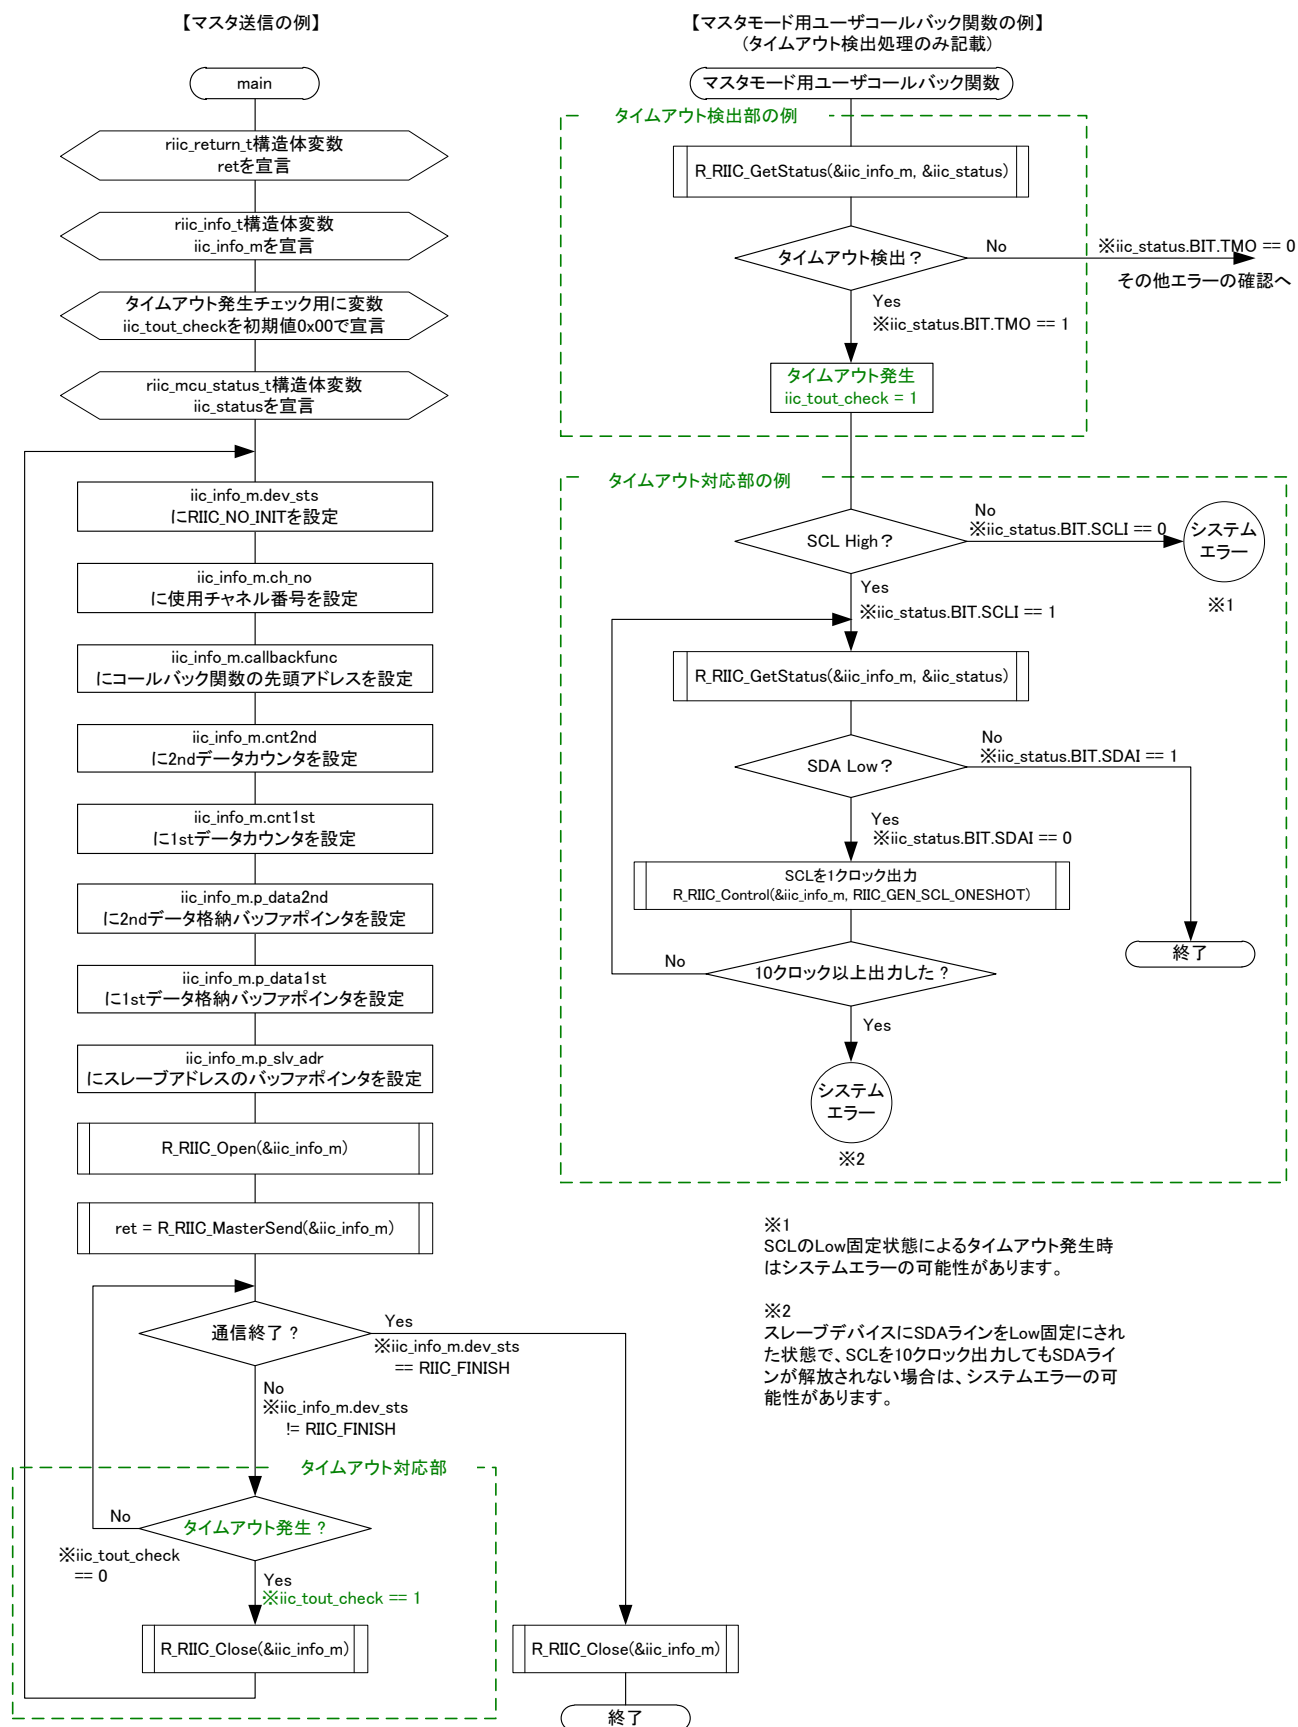 【マスタ送信の例】
main
riic_return_t構造体変数
retを宣言
riic_info_t構造体変数
iic_info_mを宣言
タイムアウト発生チェック用に変数
iic_tout_checkを初期値0x00で宣言
riic_mcu_status_t構造体変数
iic_statusを宣言
iic_info_m.dev_sts
にRIIC_NO_INITを設定
iic_info_m.ch_no
に使用チャネル番号を設定
iic_info_m.callbackfunc
にコールバック関数の先頭アドレスを設定
iic_info_m.cnt2nd
に2ndデータカウンタを設定
iic_info_m.cnt1st
に1stデータカウンタを設定
iic_info_m.p_data2nd
に2ndデータ格納バッファポインタを設定
iic_info_m.p_data1st
に1stデータ格納バッファポインタを設定
iic_info_m.p_slv_adr
にスレーブアドレスのバッファポインタを設定
R_RIIC_Open(&iic_info_m)
ret = R_RIIC_MasterSend(&iic_info_m)
通信終了？
Yes
※iic_info_m.dev_sts
== RIIC_FINISH
No
※iic_info_m.dev_sts
!= RIIC_FINISH
タイムアウト対応部
No
タイムアウト発生？
※iic_tout_check
== 0
Yes
※iic_tout_check == 1
R_RIIC_Close(&iic_info_m)
R_RIIC_Close(&iic_info_m)
終了
【マスタモード用ユーザコールバック関数の例】
（タイムアウト検出処理のみ記載）
マスタモード用ユーザコールバック関数
タイムアウト検出部の例
R_RIIC_GetStatus(&iic_info_m, &iic_status)
タイムアウト検出？
No
※iic_status.BIT.TMO == 0
その他エラーの確認へ
Yes
※iic_status.BIT.TMO == 1
タイムアウト発生
iic_tout_check = 1
タイムアウト対応部の例
SCL High？
No
※iic_status.BIT.SCLI == 0
システム
エラー
※1
Yes
※iic_status.BIT.SCLI == 1
R_RIIC_GetStatus(&iic_info_m, &iic_status)
SDA Low？
No
※iic_status.BIT.SDAI == 1
Yes
※iic_status.BIT.SDAI == 0
SCLを1クロック出力
R_RIIC_Control(&iic_info_m, RIIC_GEN_SCL_ONESHOT)
終了
No
10クロック以上出力した？
Yes
システム
エラー
※2
※1
SCLのLow固定状態によるタイムアウト発生時
はシステムエラーの可能性があります。
※2
スレーブデバイスにSDAラインをLow固定にされ
た状態で、SCLを10クロック出力してもSDAライ
ンが解放されない場合は、システムエラーの可
能性があります。